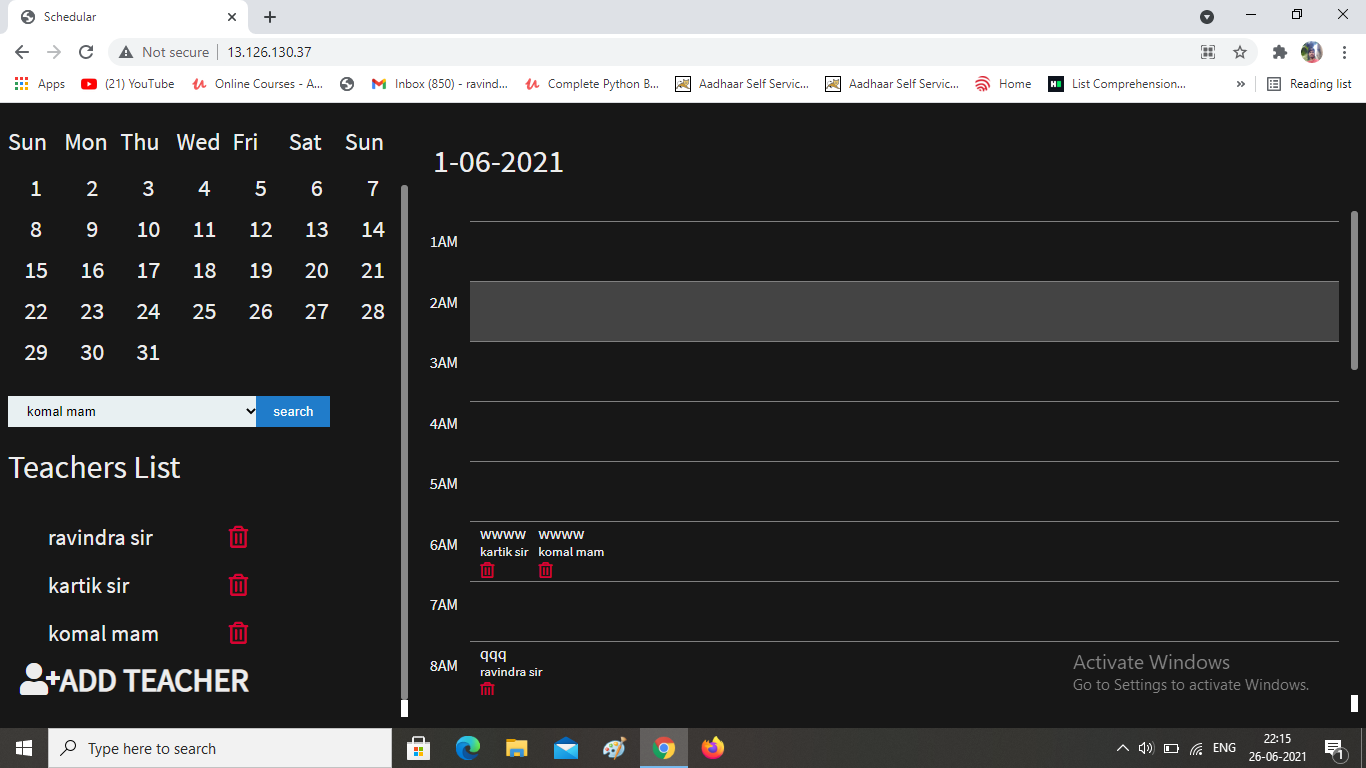 Schedular
Not secure 13.126.130.37
Apps (21) YouTube Online Courses - A... Inbox (850) - ravind... Complete Python B... Aadhaar Self Servic... Aadhaar Self Servic... Home List Comprehension... » Reading list
Sun Mon Thu Wed Fri Sat Sun
1 2 3 4 5 6 7
8 9 10 11 12 13 14
15 16 17 18 19 20 21
22 23 24 25 26 27 28
29 30 31
komal mam search
Teachers List
ravindra sir
kartik sir
komal mam
ADD TEACHER
1-06-2021
1AM
2AM
3AM
4AM
5AM
6AM
wwww wwww
kartik sir komal mam
7AM
8AM
qqq
ravindra sir
Activate Windows
Go to Settings to activate Windows.
Type here to search
ENG
22:15
26-06-2021
1